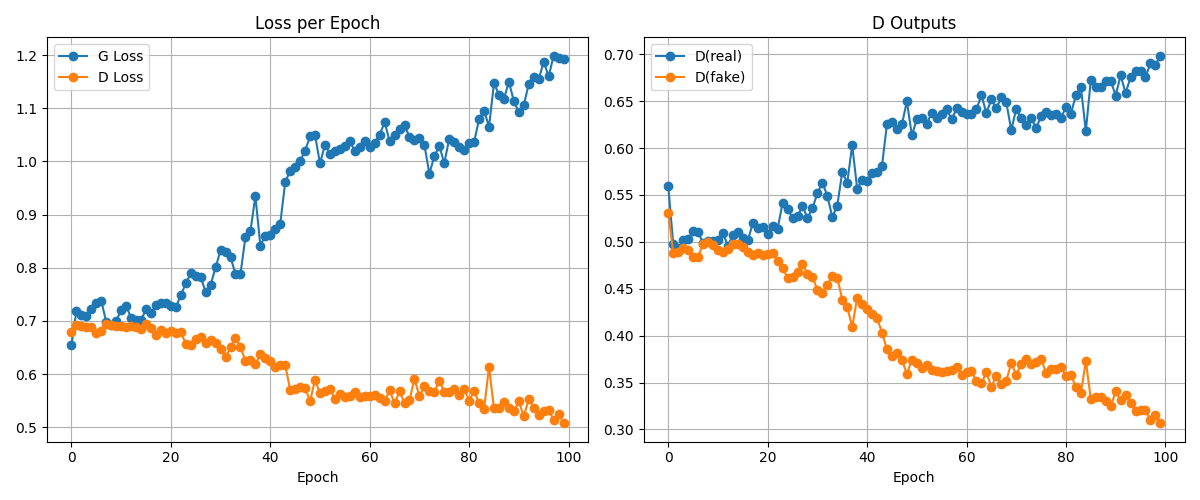 Loss per Epoch
G Loss
D Loss
1.2
1.1
1.0
0.9
0.8
0.7
0.6
0.5
0 20 40 60 80 100
Epoch
D Outputs
D(real)
D(fake)
0.70
0.65
0.60
0.55
0.50
0.45
0.40
0.35
0.30
0 20 40 60 80 100
Epoch